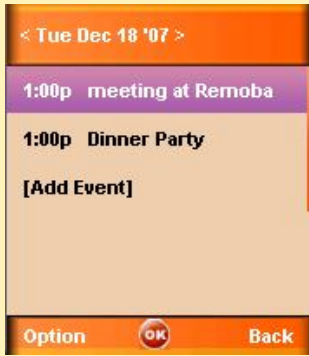 < Tue Dec 18 '07 >
1:00p meeting at Remoba
1:00p Dinner Party
[Add Event]
Option OK Back